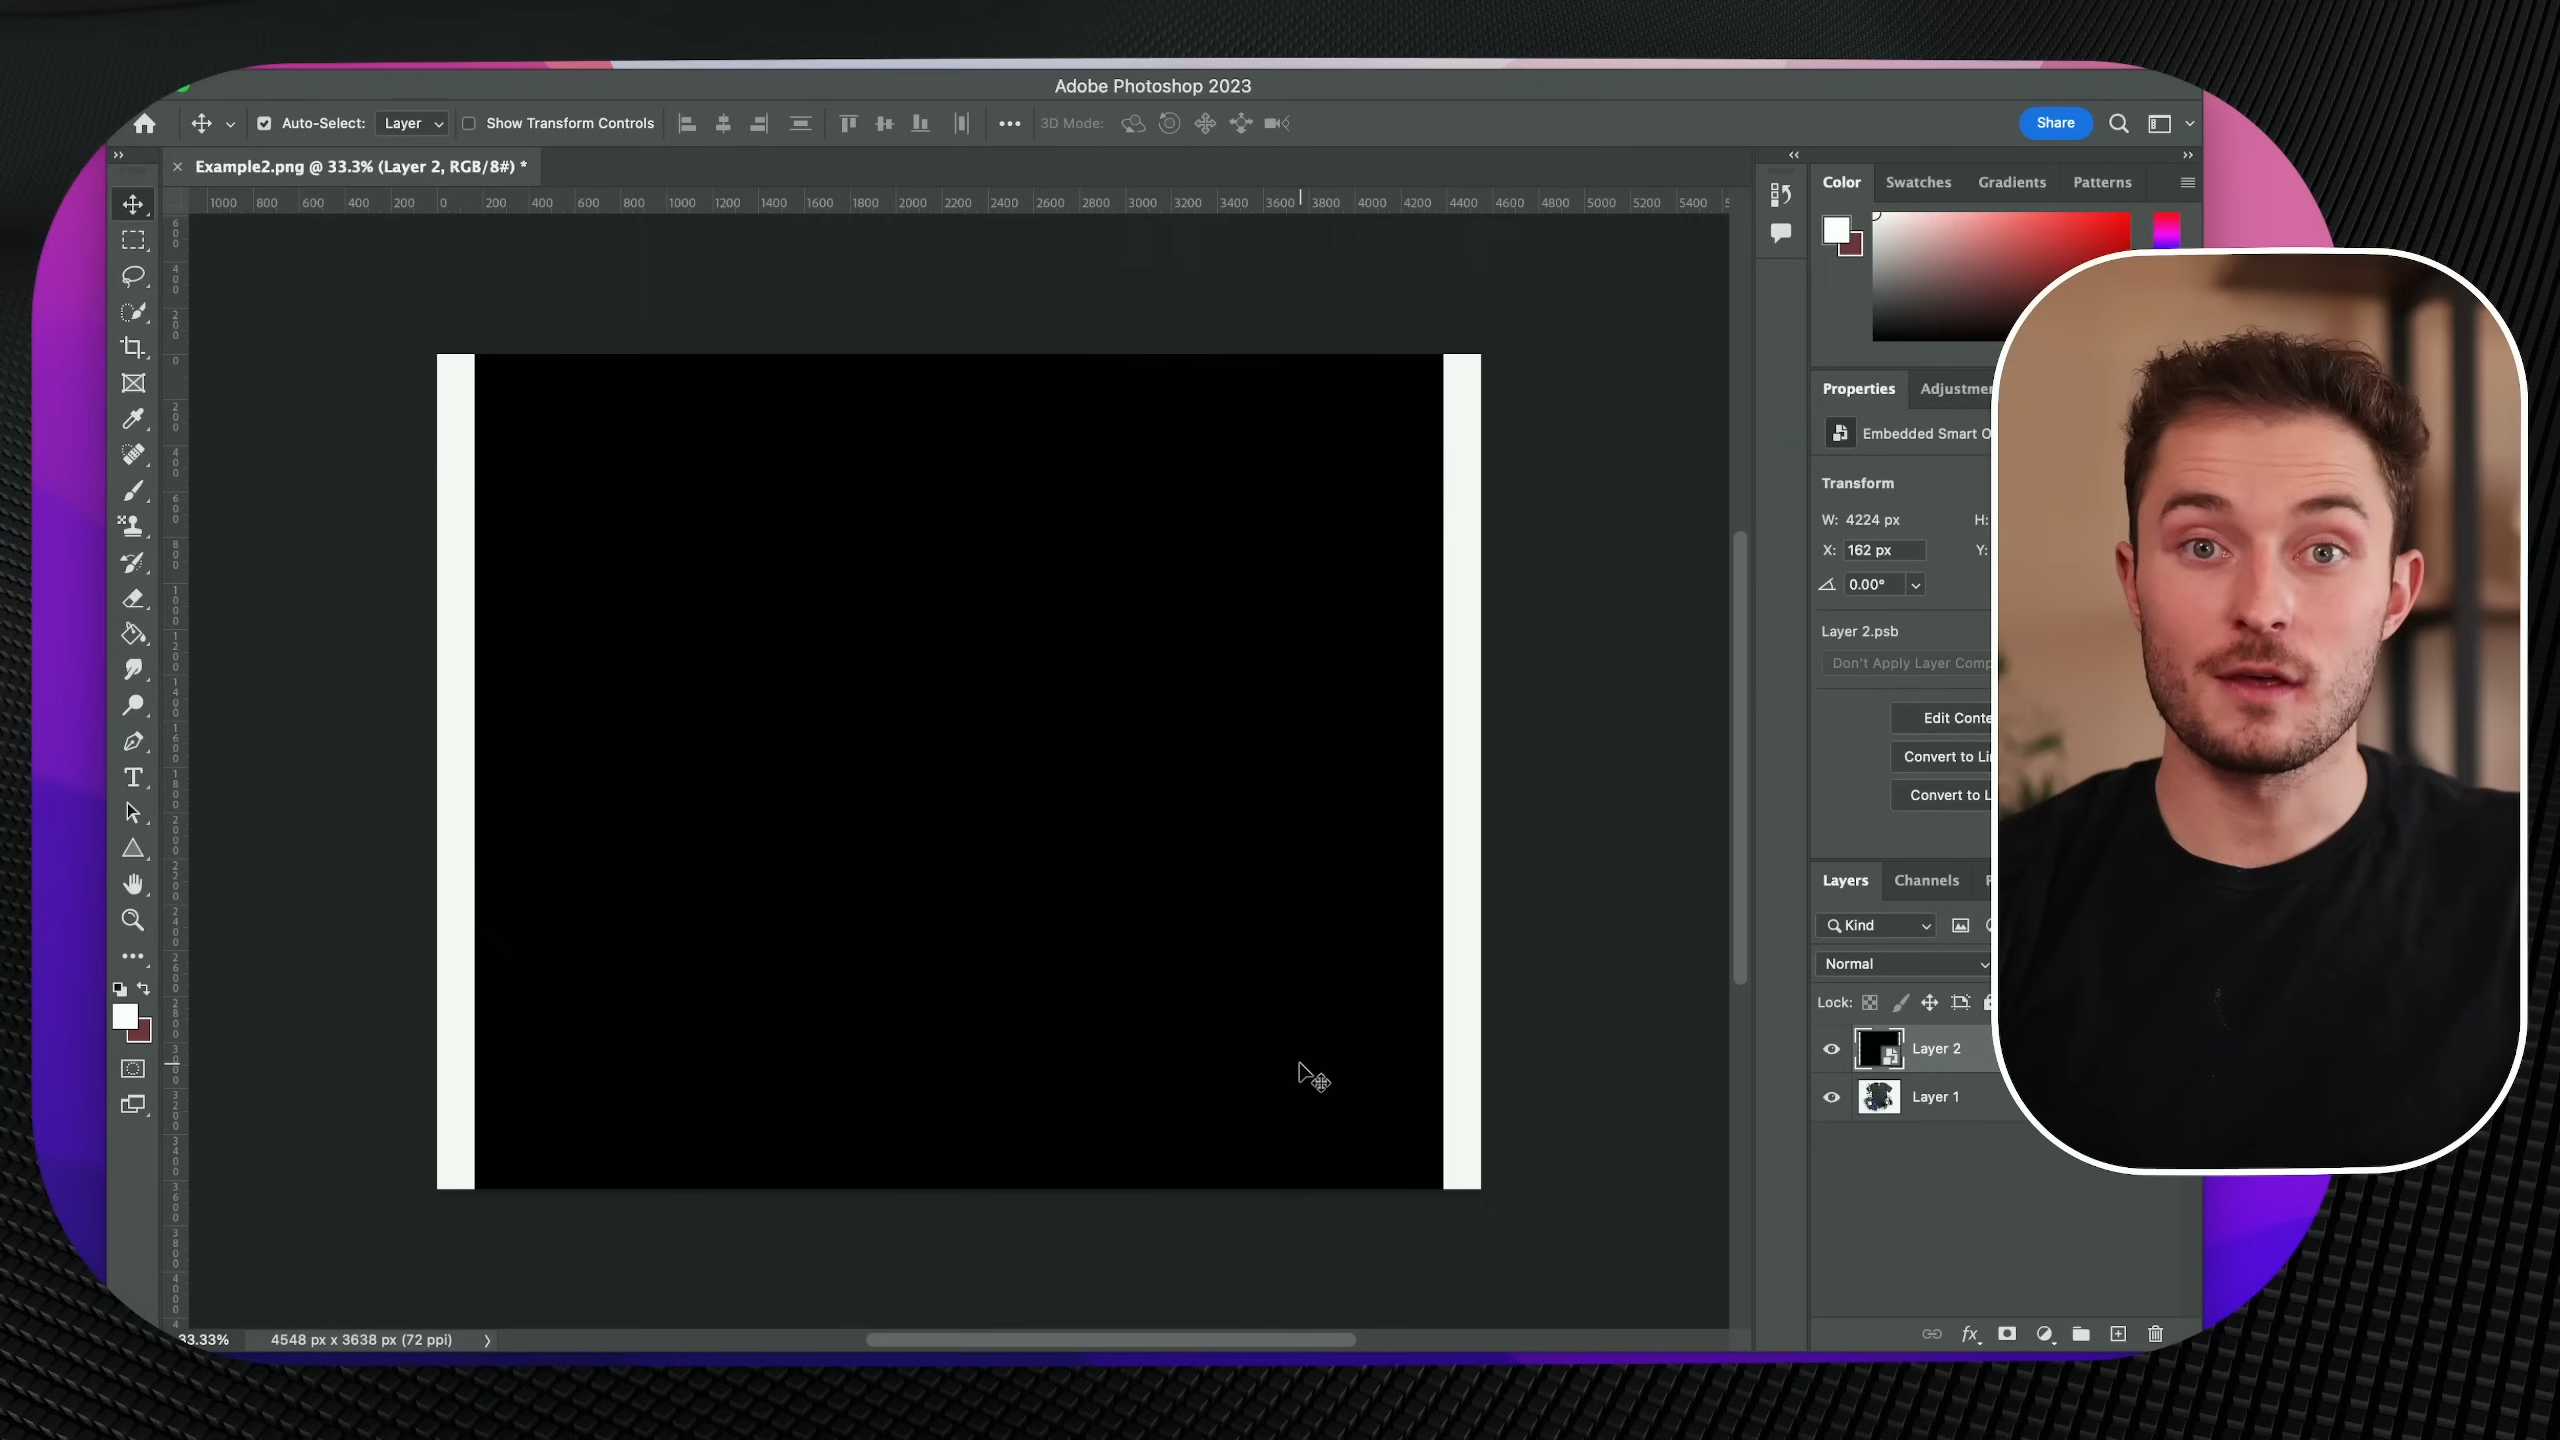 Adobe Photoshop 2023
Auto-Select: Layer Show Transform Controls 3D Mode: Share
Example2.png @ 33.3% (Layer 2, RGB/8#) *
1000 800 600 400 200 0 200 400 600 800 1000 1200 1400 1600 1800 2000 2200 2400 2600 2800 3000 3200 3400 3600 3800 4000 4200 4400 4600 4800 5000 5200 5400
Color Swatches Gradients Patterns
Properties
Embedded Smart
Transform
W: 4224 px H:
X: 162 px Y:
0.00°
Layer 2.psb
Don't Apply Layer
Edit
Convert to
Convert to
Layers Channels
Kind
Normal
Lock:
Layer 2
Layer 1
fx
33.33% 4548 px x 3638 px (72 ppi)